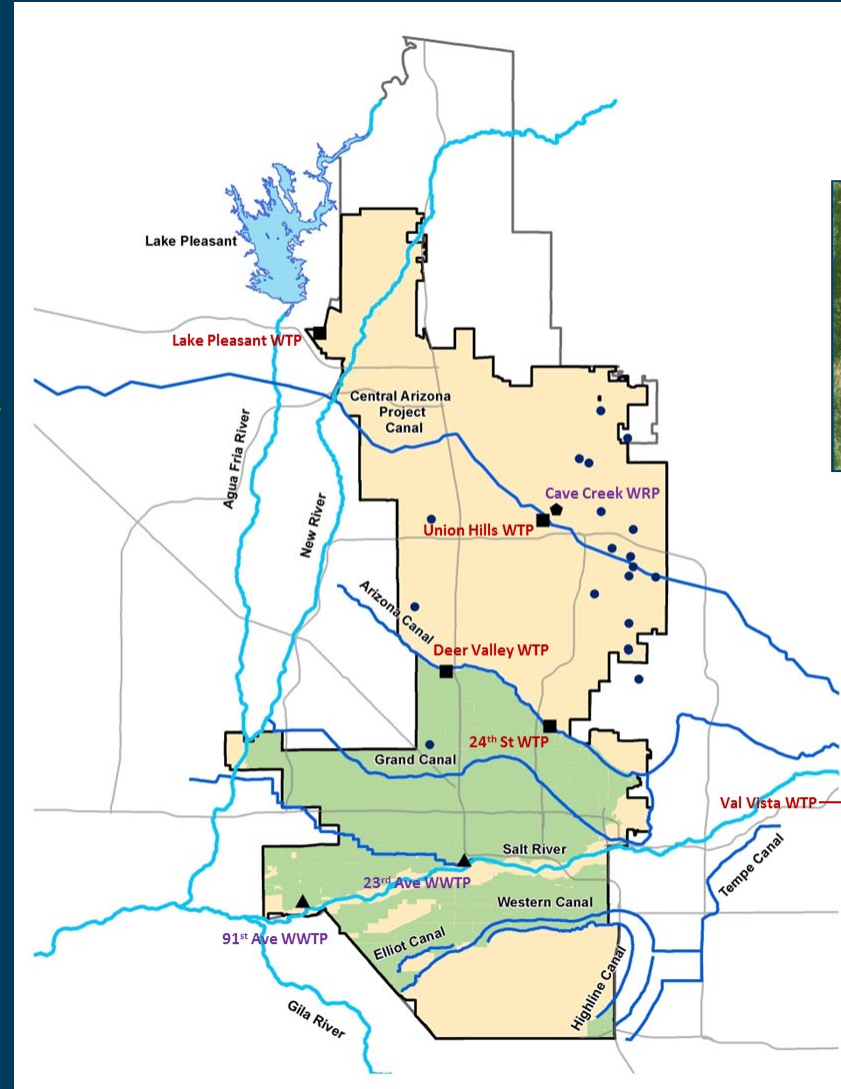 Lake Pleasant
Lake Pleasant WTP
Central Arizona
Project
Canal
Agua Fria River
New River
Cave Creek WRP
Union Hills WTP
Arizona Canal
Deer Valley WTP
24th St WTP
Grand Canal
Val Vista WTP
Salt River
Tempe Canal
23rd Ave WWTP
Western Canal
91st Ave WWTP
Elliot Canal
Highline Canal
Gila River